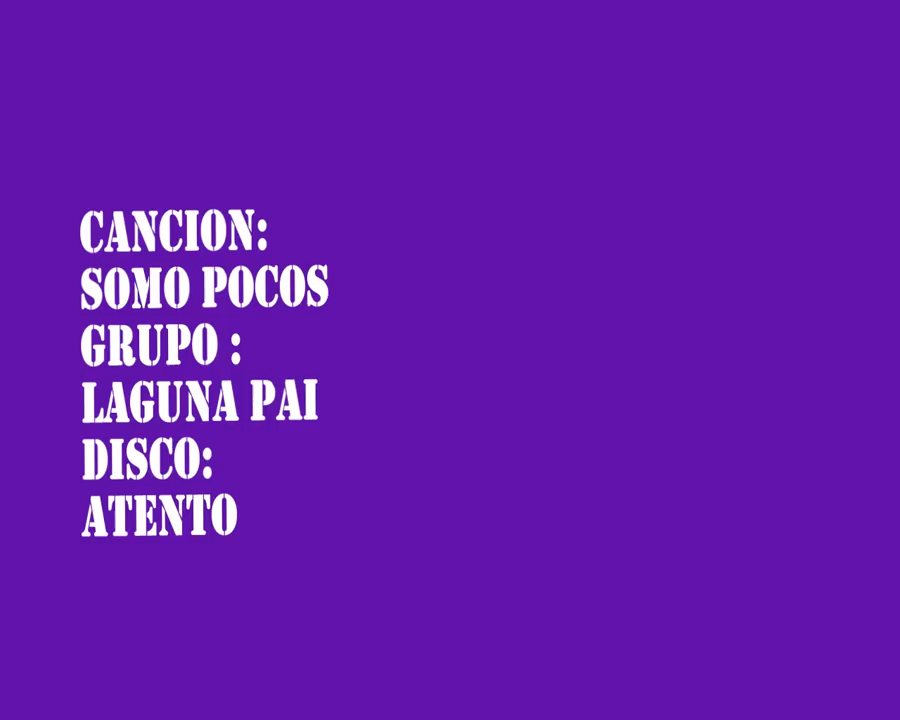 CANCION:
SOMO POCOS
GRUPO :
LAGUNA PAI
DISCO:
ATENTO